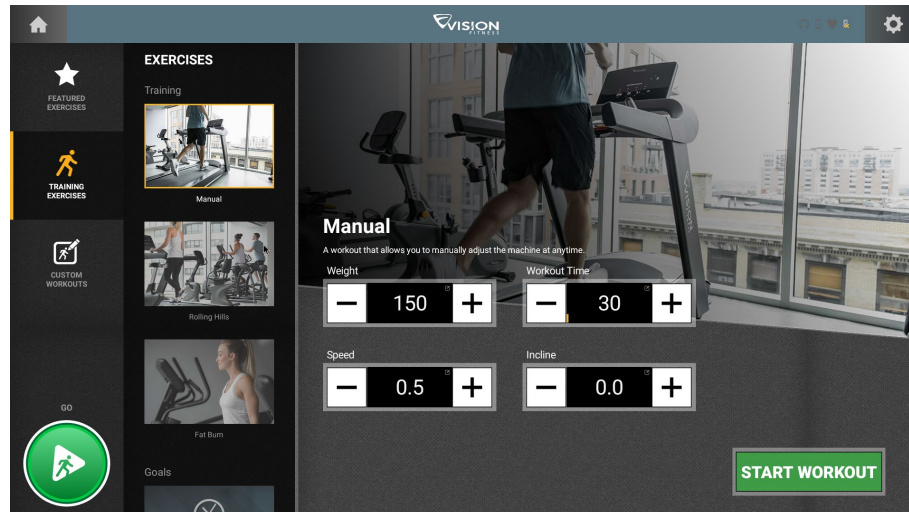 VISION
FITNESS
FEATURED
EXERCISES
TRAINING
EXERCISES
CUSTOM
WORKOUTS
GO
EXERCISES
Training
Manual
Rolling Hills
Fat Burn
Goals
Manual
A workout that allows you to manually adjust the machine at anytime.
Weight
Workout Time
— 150 +
— 30 +
Speed
Incline
— 0.5 +
— 0.0 +
START WORKOUT
VISION